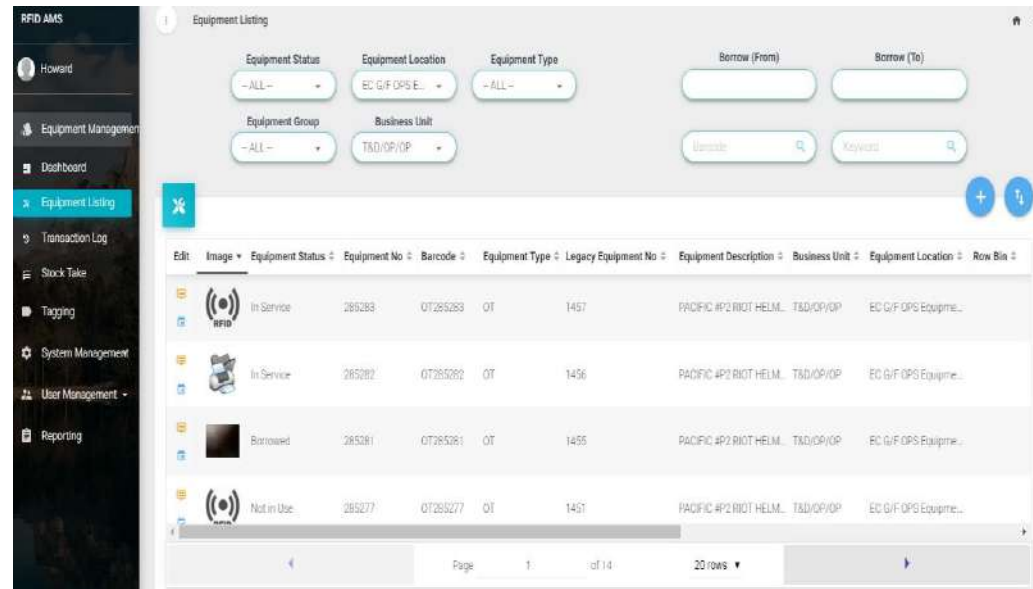 RFID AMS
Equipment Listing
Howard
Equipment Management
Dashboard
Equipment Listing
Transaction Log
Stock Take
Tagging
System Management
User Management
Reporting
Equipment Status Equipment Location Equipment Type Borrow (From) Borrow (To)
-- ALL -- EC G/F OPS E... -- ALL --
Equipment Group Business Unit
-- ALL -- T&D/OP/OP Barcode Keyword
Edit Image Equipment Status Equipment No Barcode Equipment Type Legacy Equipment No Equipment Description Business Unit Equipment Location Row Bin
RFID In Service 285283 OT285283 OT 1457 PACIFIC #P2 RIOT HELM... T&D/OP/OP EC G/F OPS Equipme...
In Service 285282 OT285282 OT 1456 PACIFIC #P2 RIOT HELM... T&D/OP/OP EC G/F OPS Equipme...
Borrowed 285281 OT285281 OT 1455 PACIFIC #P2 RIOT HELM... T&D/OP/OP EC G/F OPS Equipme...
RFID Not in Use 285277 OT285277 OT 1451 PACIFIC #P2 RIOT HELM... T&D/OP/OP EC G/F OPS Equipme...
Page 1 of 14 20 rows